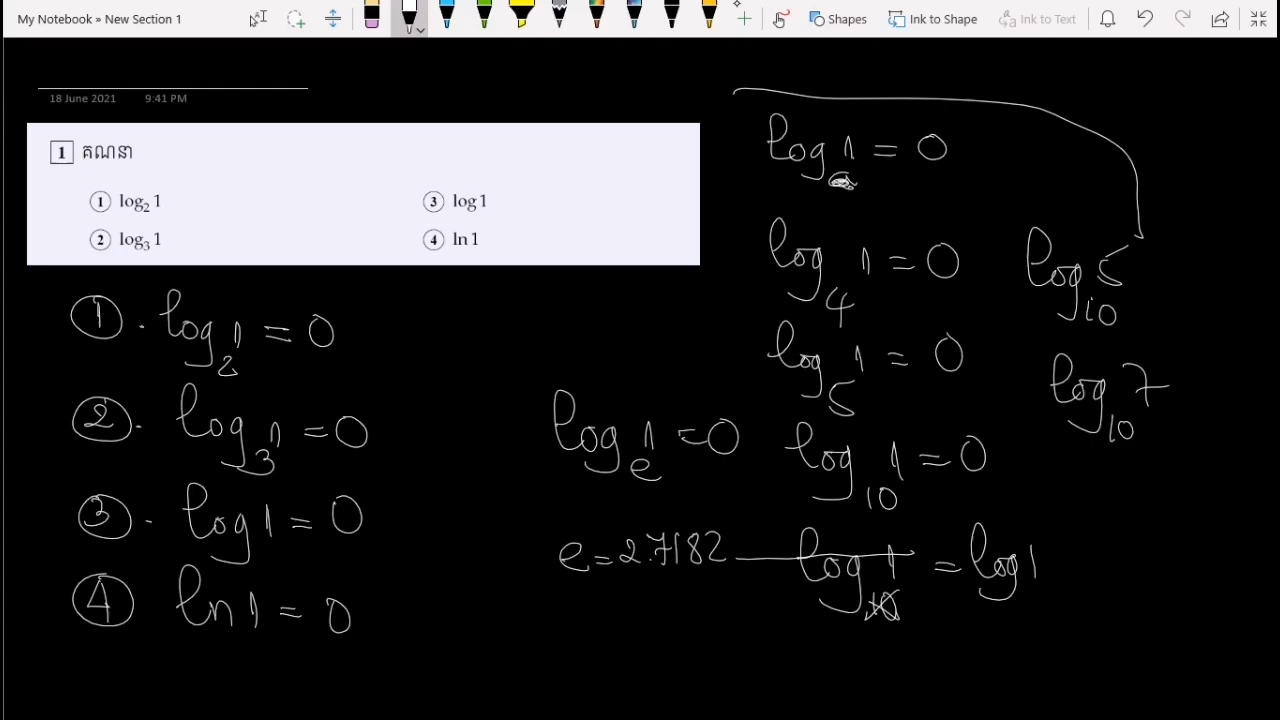 My Notebook » New Section 1
Shapes
Ink to Shape
Ink to Text
18 June 2021 9:41 PM
1 គណនា
① log₂ 1
③ log 1
② log₃ 1
④ ln 1
① . log₂ 1 = 0
② . log₃ 1 = 0
③ . log 1 = 0
④ ln 1 = 0
logₑ 1 = 0
e = 2.7182
logₐ 1 = 0
log₄ 1 = 0
log₅ 1 = 0
log₁₀ 1 = 0
log₁₀ 1 = log 1
log₁₀ 5
log₁₀ 7